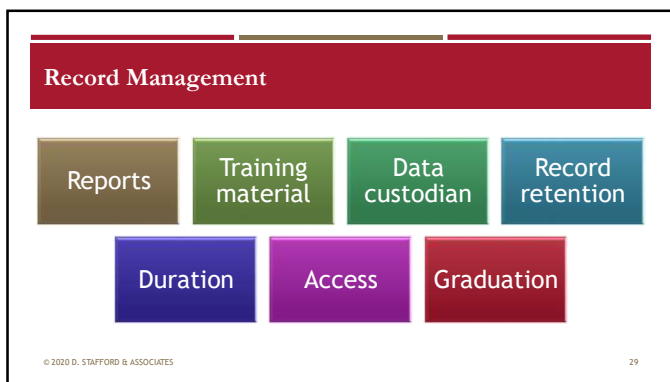 Record Management
Reports
Training
material
Data
custodian
Record
retention
Duration
Access
Graduation
© 2020 D. STAFFORD & ASSOCIATES
29